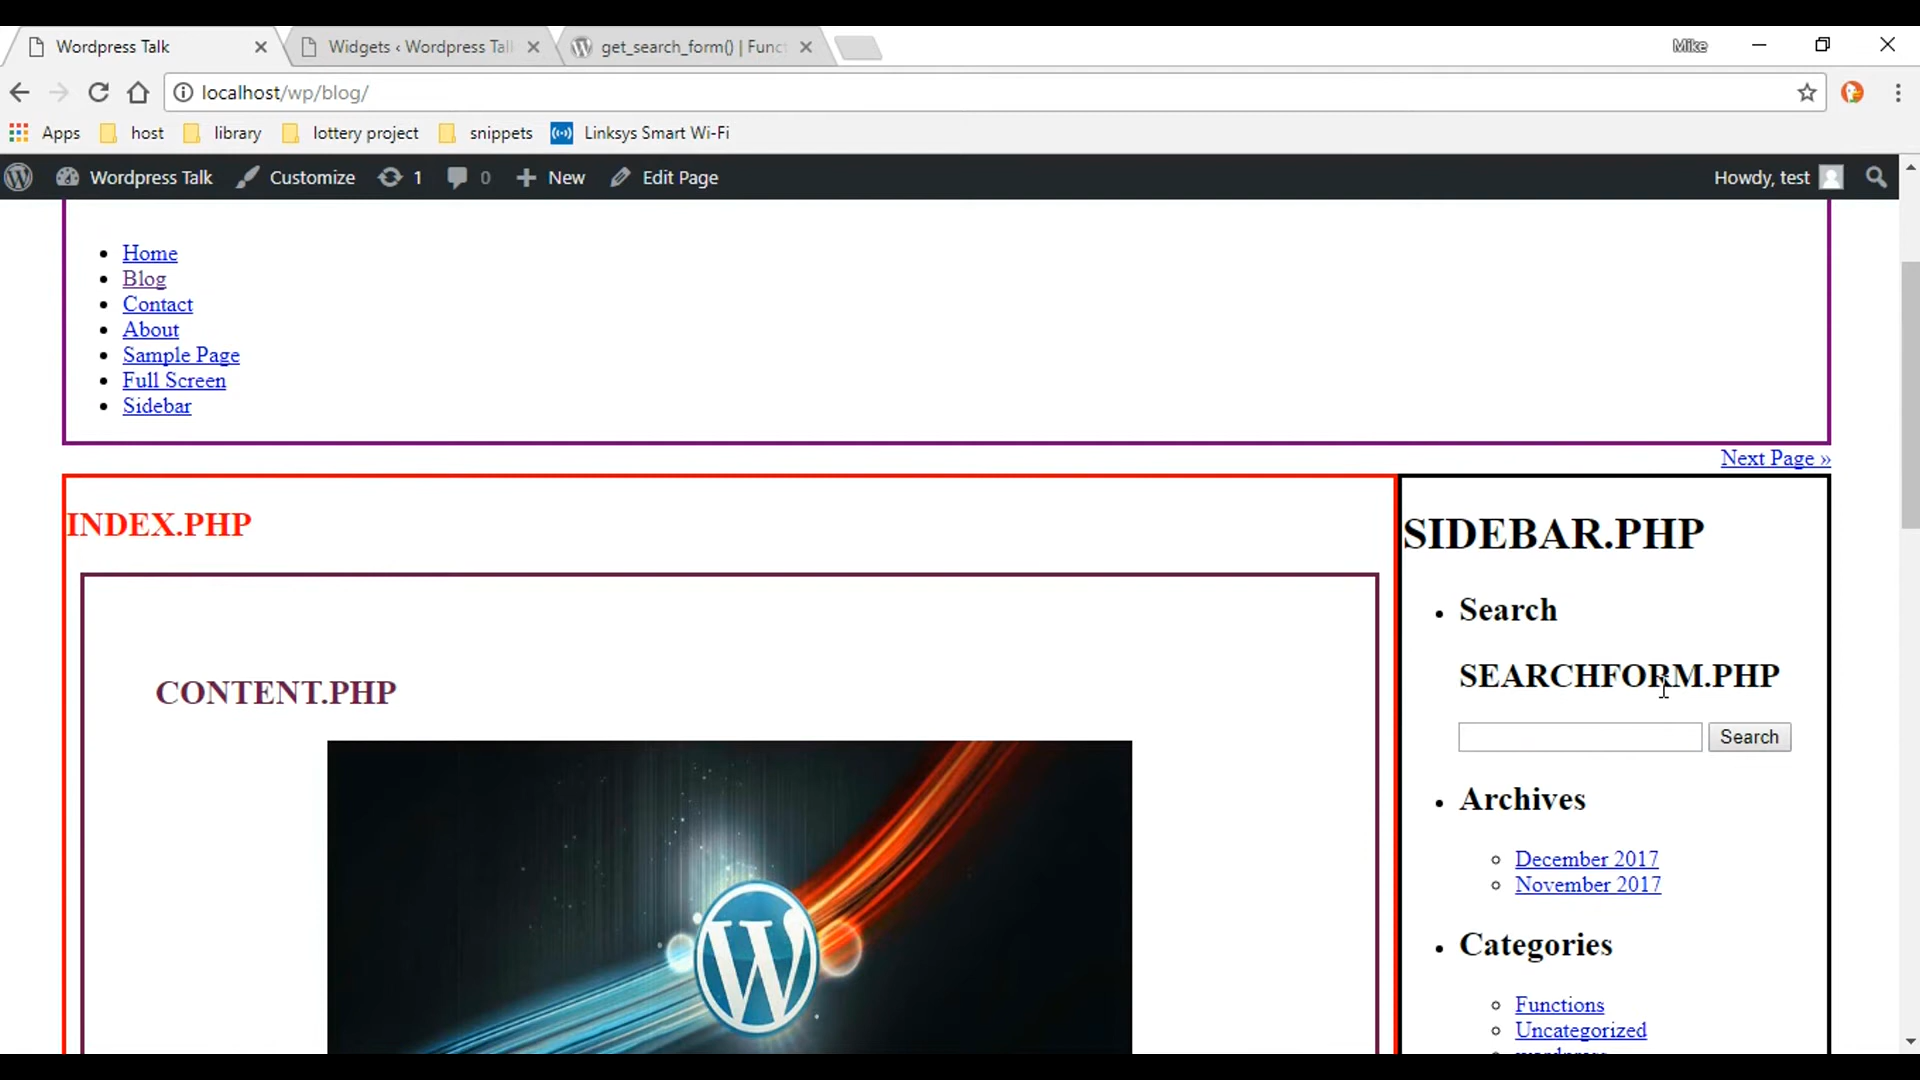 Wordpress Talk
Widgets ‹ Wordpress Tal
get_search_form() | Funct
Mike
localhost/wp/blog/
Apps
host
library
lottery project
snippets
Linksys Smart Wi-Fi
Wordpress Talk
Customize
1
0
New
Edit Page
Howdy, test
Home
Blog
Contact
About
Sample Page
Full Screen
Sidebar
Next Page »
INDEX.PHP
CONTENT.PHP
SIDEBAR.PHP
Search
SEARCHFORM.PHP
Search
Archives
December 2017
November 2017
Categories
Functions
Uncategorized